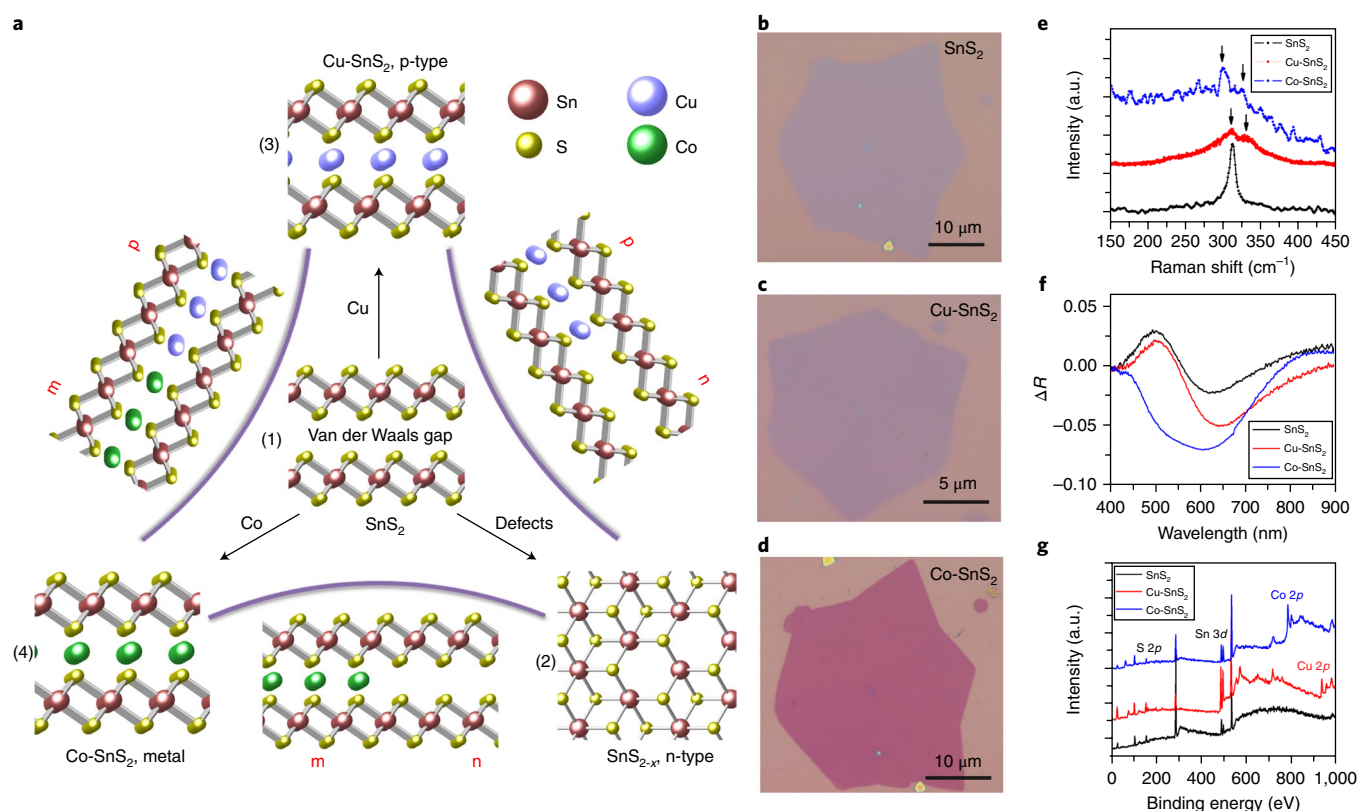 a
Cu-SnS₂, p-type
Sn
Cu
S
Co
(3)
p
m
p
n
Cu
Van der Waals gap
(1)
SnS₂
Co
Defects
(4)
(2)
Co-SnS₂, metal
m
n
SnS₂₋ₓ, n-type
b
SnS₂
10 μm
c
Cu-SnS₂
5 μm
d
Co-SnS₂
10 μm
e
SnS₂
Cu-SnS₂
Co-SnS₂
Intensity (a.u.)
150 200 250 300 350 400 450
Raman shift (cm⁻¹)
f
0.05
0.00
−0.05
−0.10
ΔR
SnS₂
Cu-SnS₂
Co-SnS₂
400 500 600 700 800 900
Wavelength (nm)
g
SnS₂
Cu-SnS₂
Co-SnS₂
Co 2p
Sn 3d
S 2p
Cu 2p
Intensity (a.u.)
0 200 400 600 800 1,000
Binding energy (eV)